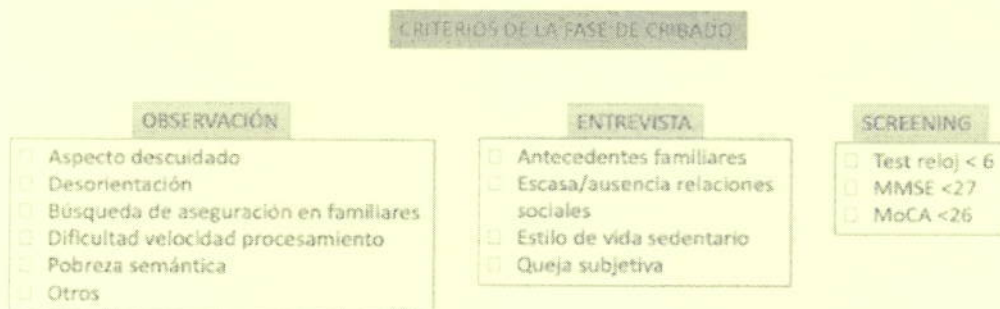 CRITERIOS DE LA FASE DE CRIBADO
OBSERVACIÓN
Aspecto descuidado
Desorientación
Búsqueda de aseguración en familiares
Dificultad velocidad procesamiento
Pobreza semántica
Otros
ENTREVISTA
Antecedentes familiares
Escasa/ausencia relaciones
sociales
Estilo de vida sedentario
Queja subjetiva
SCREENING
Test reloj < 6
MMSE <27
MoCA <26